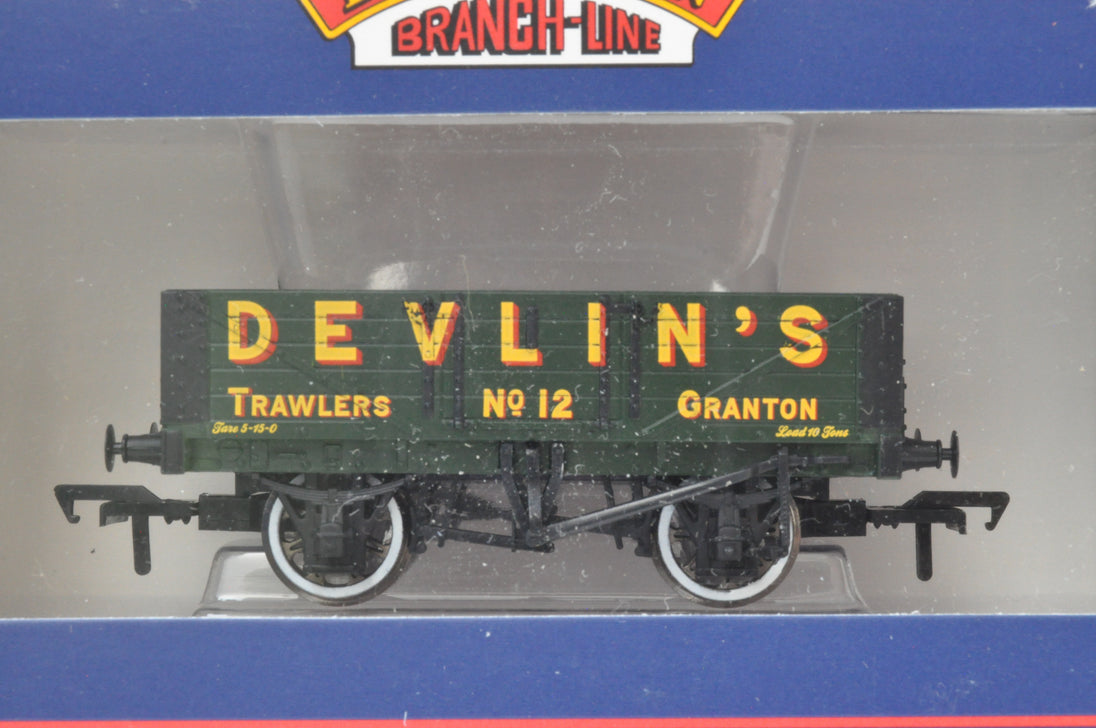 BRANCH-LINE
DEVLIN'S
TRAWLERS Nº 12 GRANTON
Tare 5-15-0 Load 10 Tons